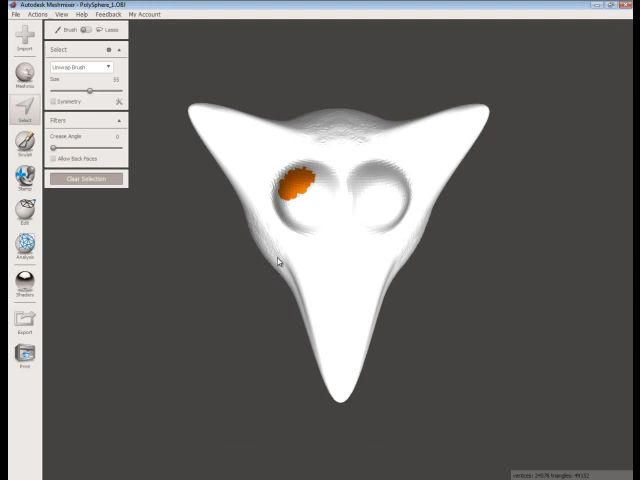 Autodesk Meshmixer - PolySphere_1.OBJ
File Actions View Help Feedback My Account
Import
Meshmix
Select
Sculpt
Stamp
Edit
Analysis
Shaders
Export
Print
Brush Lasso
Select
Unwrap Brush
Size 55
Symmetry
Filters
Crease Angle 0
Allow Back Faces
Clear Selection